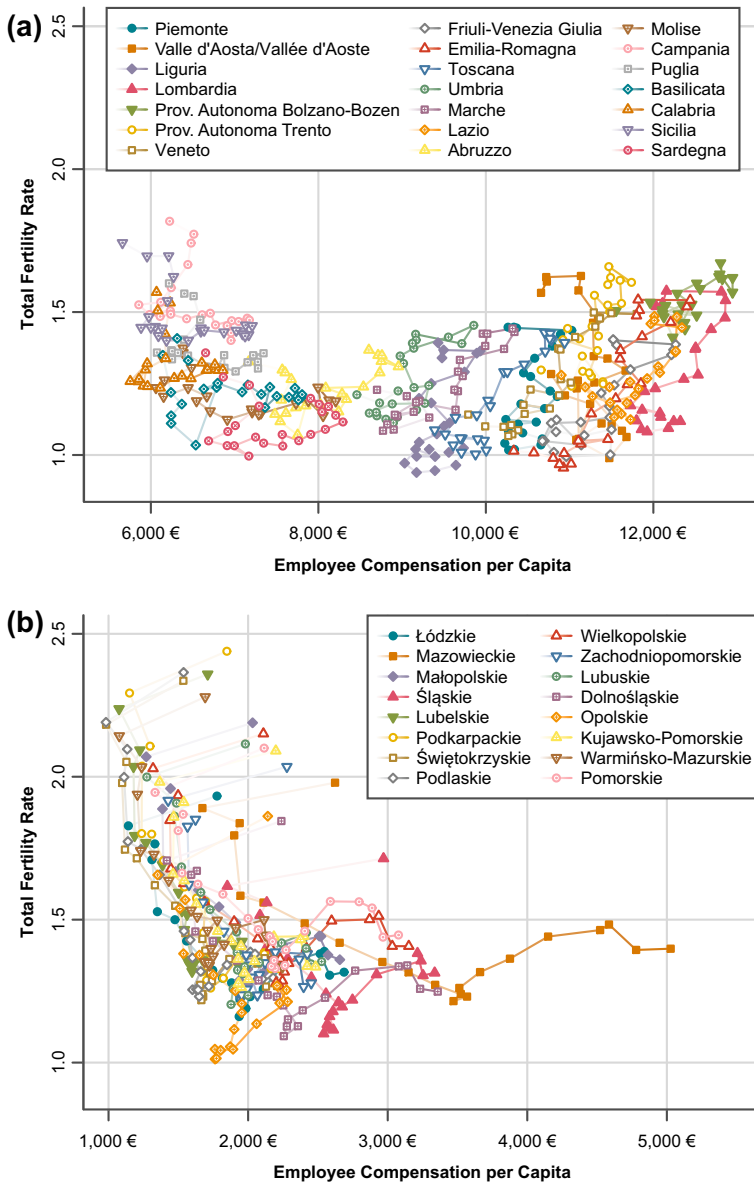 (a)
Piemonte
Valle d'Aosta/Vallée d'Aoste
Liguria
Lombardia
Prov. Autonoma Bolzano-Bozen
Prov. Autonoma Trento
Veneto
Friuli-Venezia Giulia
Emilia-Romagna
Toscana
Umbria
Marche
Lazio
Abruzzo
Molise
Campania
Puglia
Basilicata
Calabria
Sicilia
Sardegna
2.5
2.0
1.5
1.0
Total Fertility Rate
6,000 €
8,000 €
10,000 €
12,000 €
Employee Compensation per Capita
(b)
Łódzkie
Mazowieckie
Małopolskie
Śląskie
Lubelskie
Podkarpackie
Świętokrzyskie
Podlaskie
Wielkopolskie
Zachodniopomorskie
Lubuskie
Dolnośląskie
Opolskie
Kujawsko-Pomorskie
Warmińsko-Mazurskie
Pomorskie
2.5
2.0
1.5
1.0
Total Fertility Rate
1,000 €
2,000 €
3,000 €
4,000 €
5,000 €
Employee Compensation per Capita